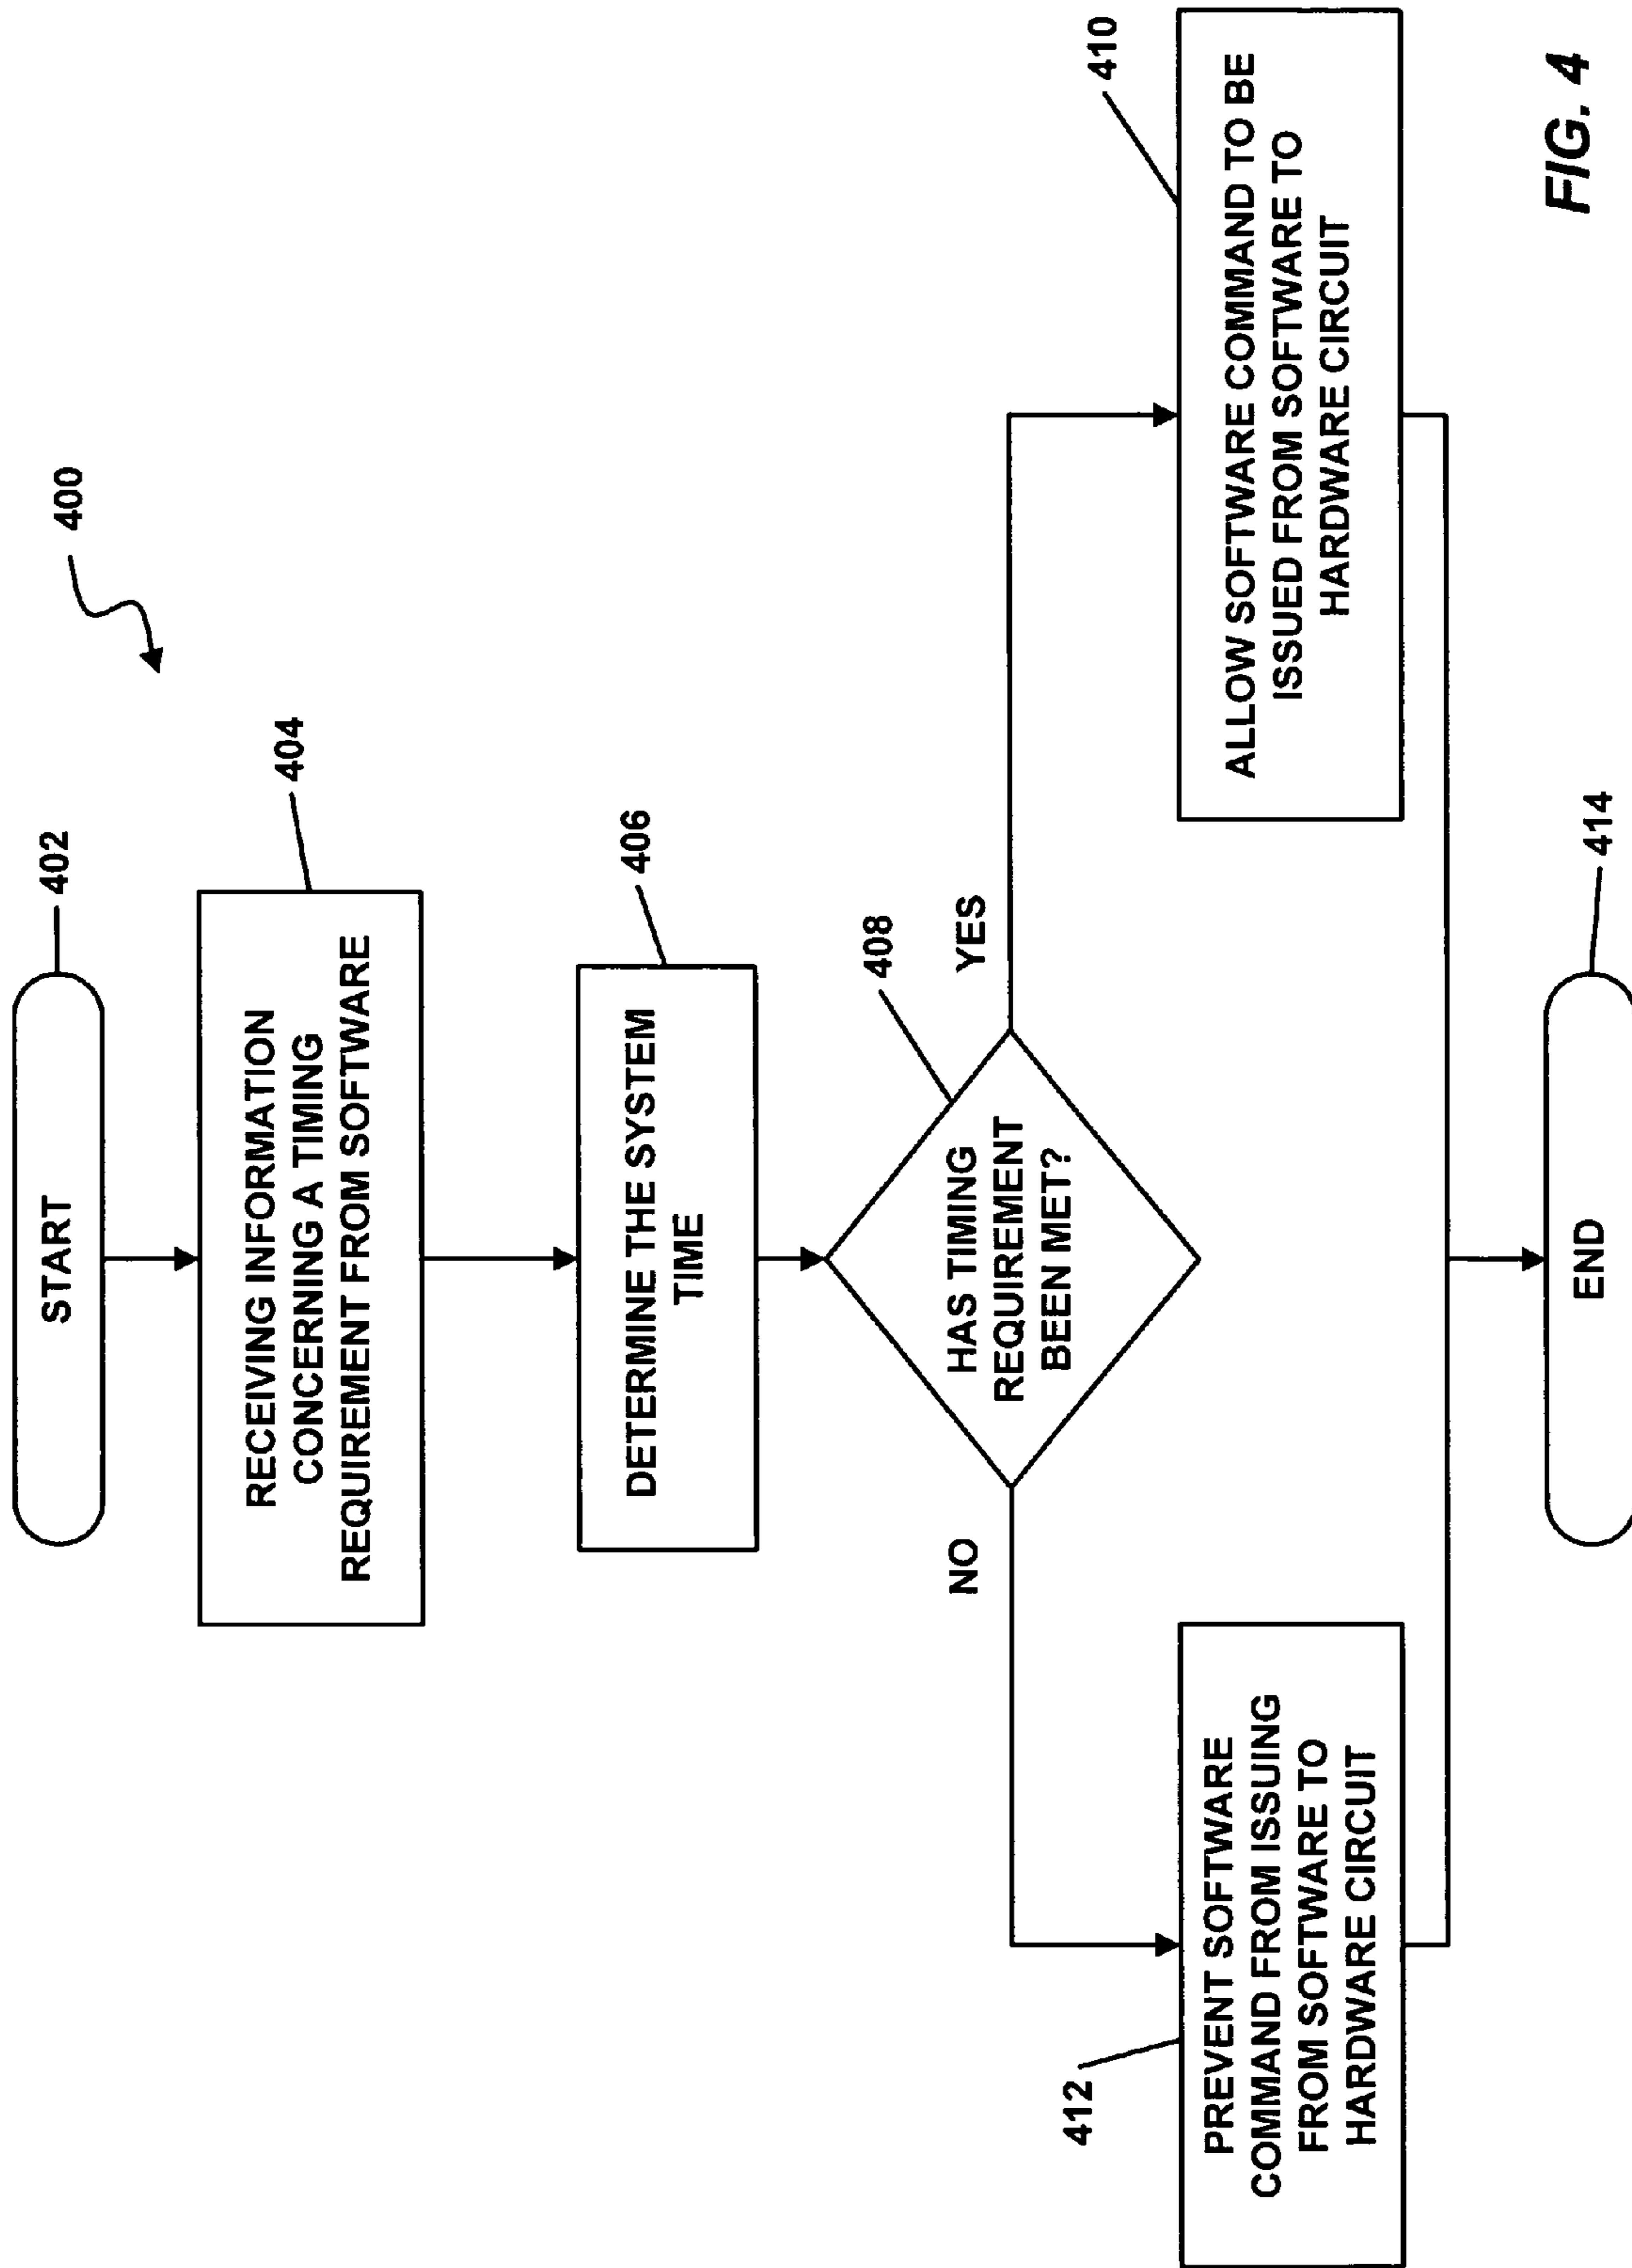 400
402
START
404
RECEIVING INFORMATION
CONCERNING A TIMING
REQUIREMENT FROM SOFTWARE
406
DETERMINE THE SYSTEM
TIME
408
HAS TIMING
REQUIREMENT
BEEN MET?
NO
YES
412
PREVENT SOFTWARE
COMMAND FROM ISSUING
FROM SOFTWARE TO
HARDWARE CIRCUIT
410
ALLOW SOFTWARE COMMAND TO BE
ISSUED FROM SOFTWARE TO
HARDWARE CIRCUIT
414
END
FIG. 4